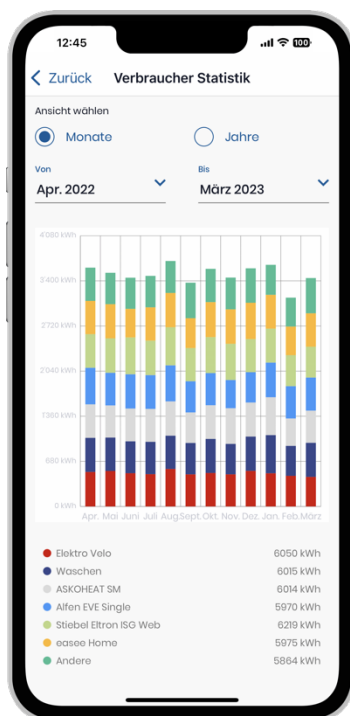 12:45
100
Zurück Verbraucher Statistik
Ansicht wählen
Monate Jahre
Von Bis
Apr. 2022 März 2023
4'080 kWh
3'400 kWh
2'720 kWh
2'040 kWh
1'360 kWh
680 kWh
0 kWh
Apr. Mai Juni Juli Aug. Sept. Okt. Nov. Dez. Jan. Feb. März
Elektro Velo 6050 kWh
Waschen 6015 kWh
ASKOHEAT SM 6014 kWh
Alfen EVE Single 5970 kWh
Stiebel Eltron ISG Web 6219 kWh
easee Home 5975 kWh
Andere 5864 kWh